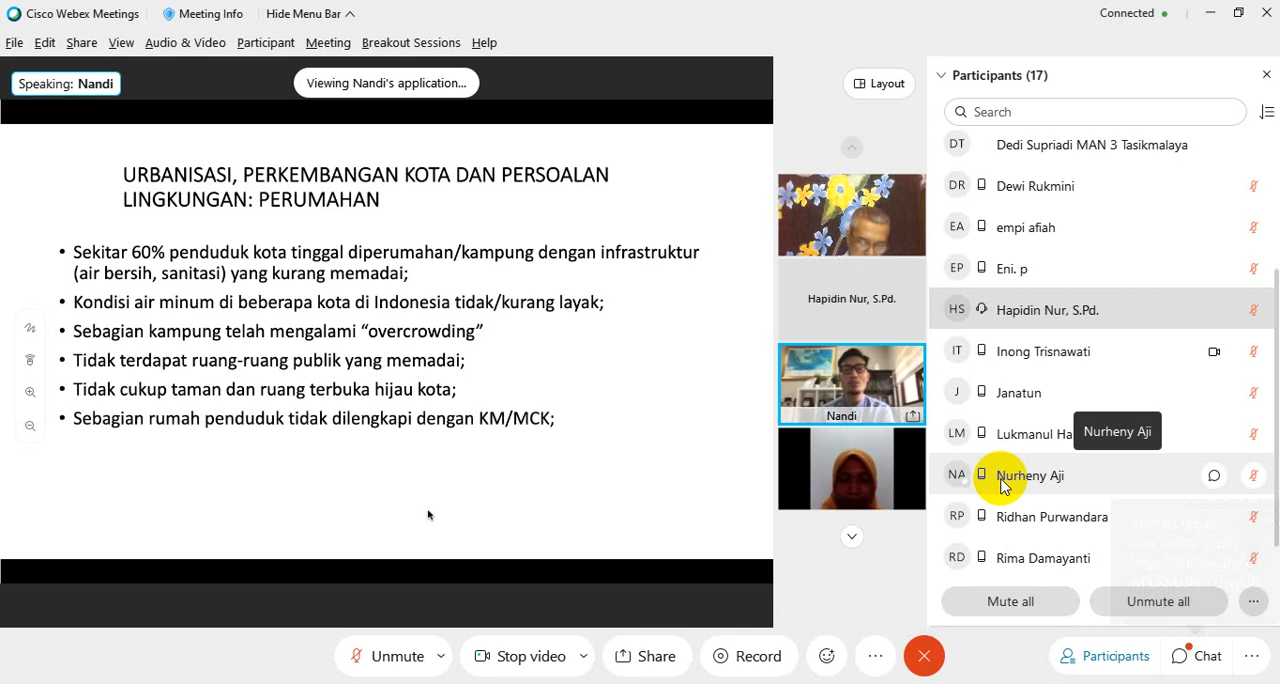 Cisco Webex Meetings
Meeting Info
Hide Menu Bar
Connected
File Edit Share View Audio & Video Participant Meeting Breakout Sessions Help
Speaking: Nandi
Viewing Nandi's application...
Layout
URBANISASI, PERKEMBANGAN KOTA DAN PERSOALAN
LINGKUNGAN: PERUMAHAN
• Sekitar 60% penduduk kota tinggal diperumahan/kampung dengan infrastruktur
(air bersih, sanitasi) yang kurang memadai;
• Kondisi air minum di beberapa kota di Indonesia tidak/kurang layak;
• Sebagian kampung telah mengalami “overcrowding”
• Tidak terdapat ruang-ruang publik yang memadai;
• Tidak cukup taman dan ruang terbuka hijau kota;
• Sebagian rumah penduduk tidak dilengkapi dengan KM/MCK;
Hapidin Nur, S.Pd.
Nandi
Participants (17)
Search
DT Dedi Supriadi MAN 3 Tasikmalaya
DR Dewi Rukmini
EA empi afiah
EP Eni. p
HS Hapidin Nur, S.Pd.
IT Inong Trisnawati
J Janatun
LM Lukmanul Ha
Nurheny Aji
NA Nurheny Aji
RP Ridhan Purwandara
RD Rima Damayanti
Mute all
Unmute all
Unmute
Stop video
Share
Record
Participants
Chat